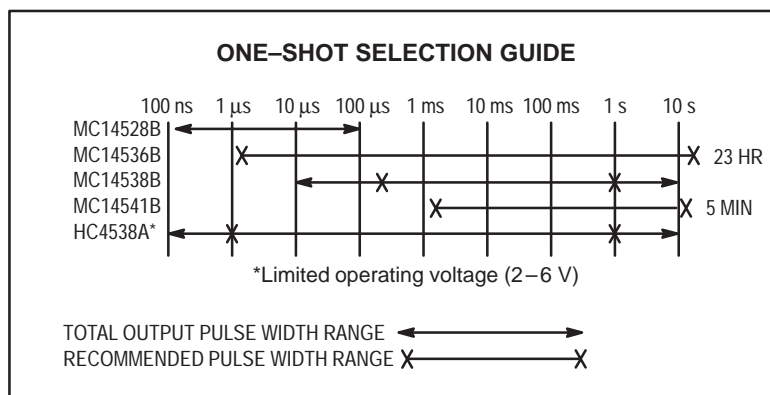 ONE–SHOT SELECTION GUIDE
100 ns 1 μs 10 μs 100 μs 1 ms 10 ms 100 ms 1 s 10 s
MC14528B
MC14536B 23 HR
MC14538B
MC14541B 5 MIN
HC4538A*
*Limited operating voltage (2–6 V)
TOTAL OUTPUT PULSE WIDTH RANGE
RECOMMENDED PULSE WIDTH RANGE